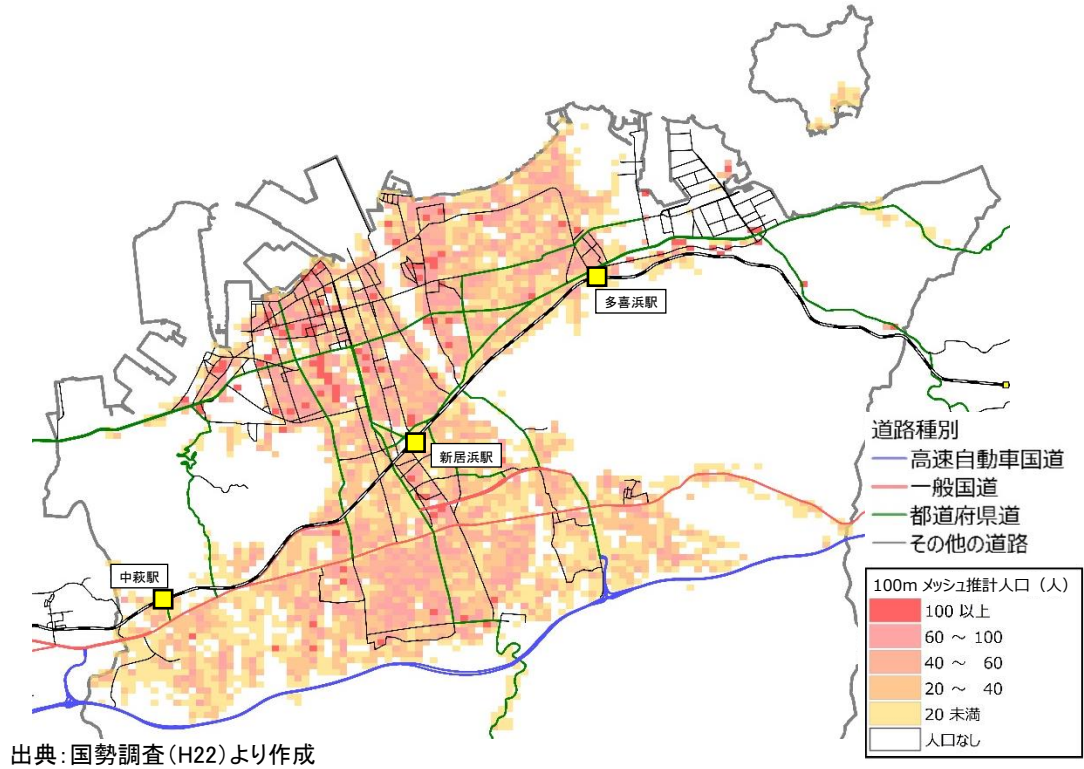 多喜浜駅
新居浜駅
中萩駅
道路種別
高速自動車国道
一般国道
都道府県道
その他の道路
100m メッシュ推計人口（人）
100 以上
60 ～ 100
40 ～ 60
20 ～ 40
20 未満
人口なし
出典：国勢調査（H22）より作成